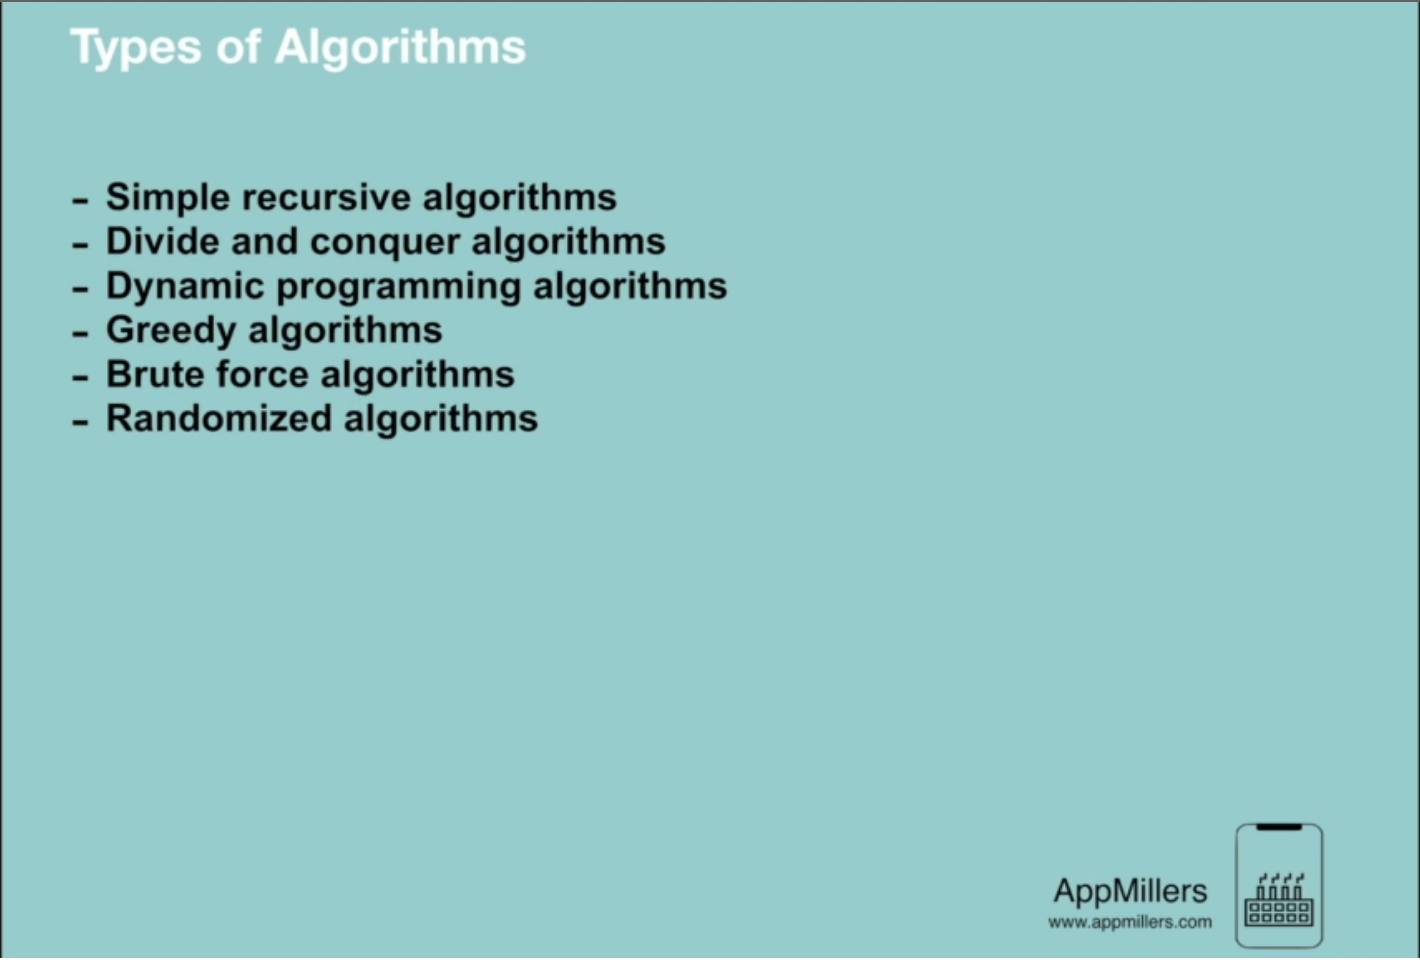 Types of Algorithms
- Simple recursive algorithms
- Divide and conquer algorithms
- Dynamic programming algorithms
- Greedy algorithms
- Brute force algorithms
- Randomized algorithms
AppMillers
www.appmillers.com